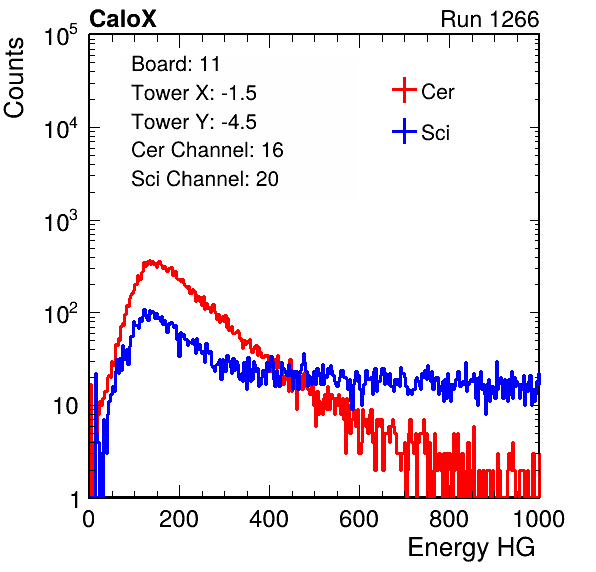 CaloX Run 1266
Counts
10^5
10^4
10^3
10^2
10
1
Board: 11
Tower X: -1.5
Tower Y: -4.5
Cer Channel: 16
Sci Channel: 20
Cer
Sci
0 200 400 600 800 1000
Energy HG